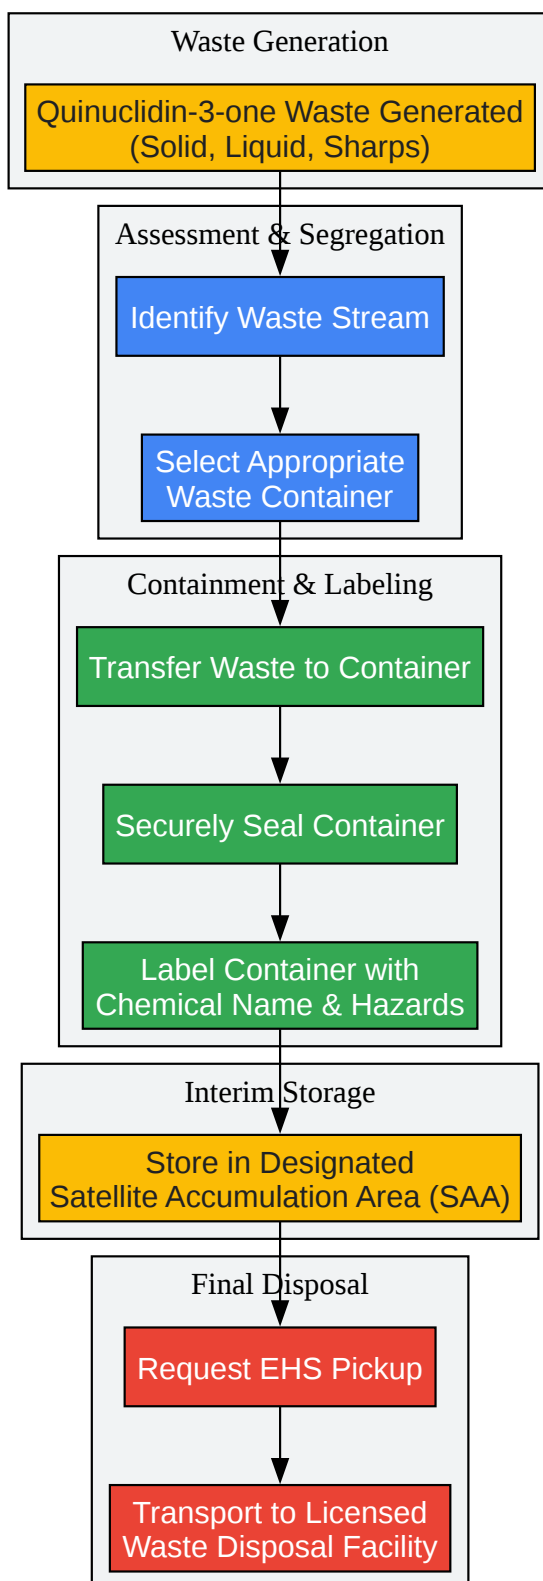 Waste Generation
Quinuclidin-3-one Waste Generated
(Solid, Liquid, Sharps)
Assessment & Segregation
Identify Waste Stream
Select Appropriate
Waste Container
Containment & Labeling
Transfer Waste to Container
Securely Seal Container
Label Container with
Chemical Name & Hazards
Interim Storage
Store in Designated
Satellite Accumulation Area (SAA)
Final Disposal
Request EHS Pickup
Transport to Licensed
Waste Disposal Facility